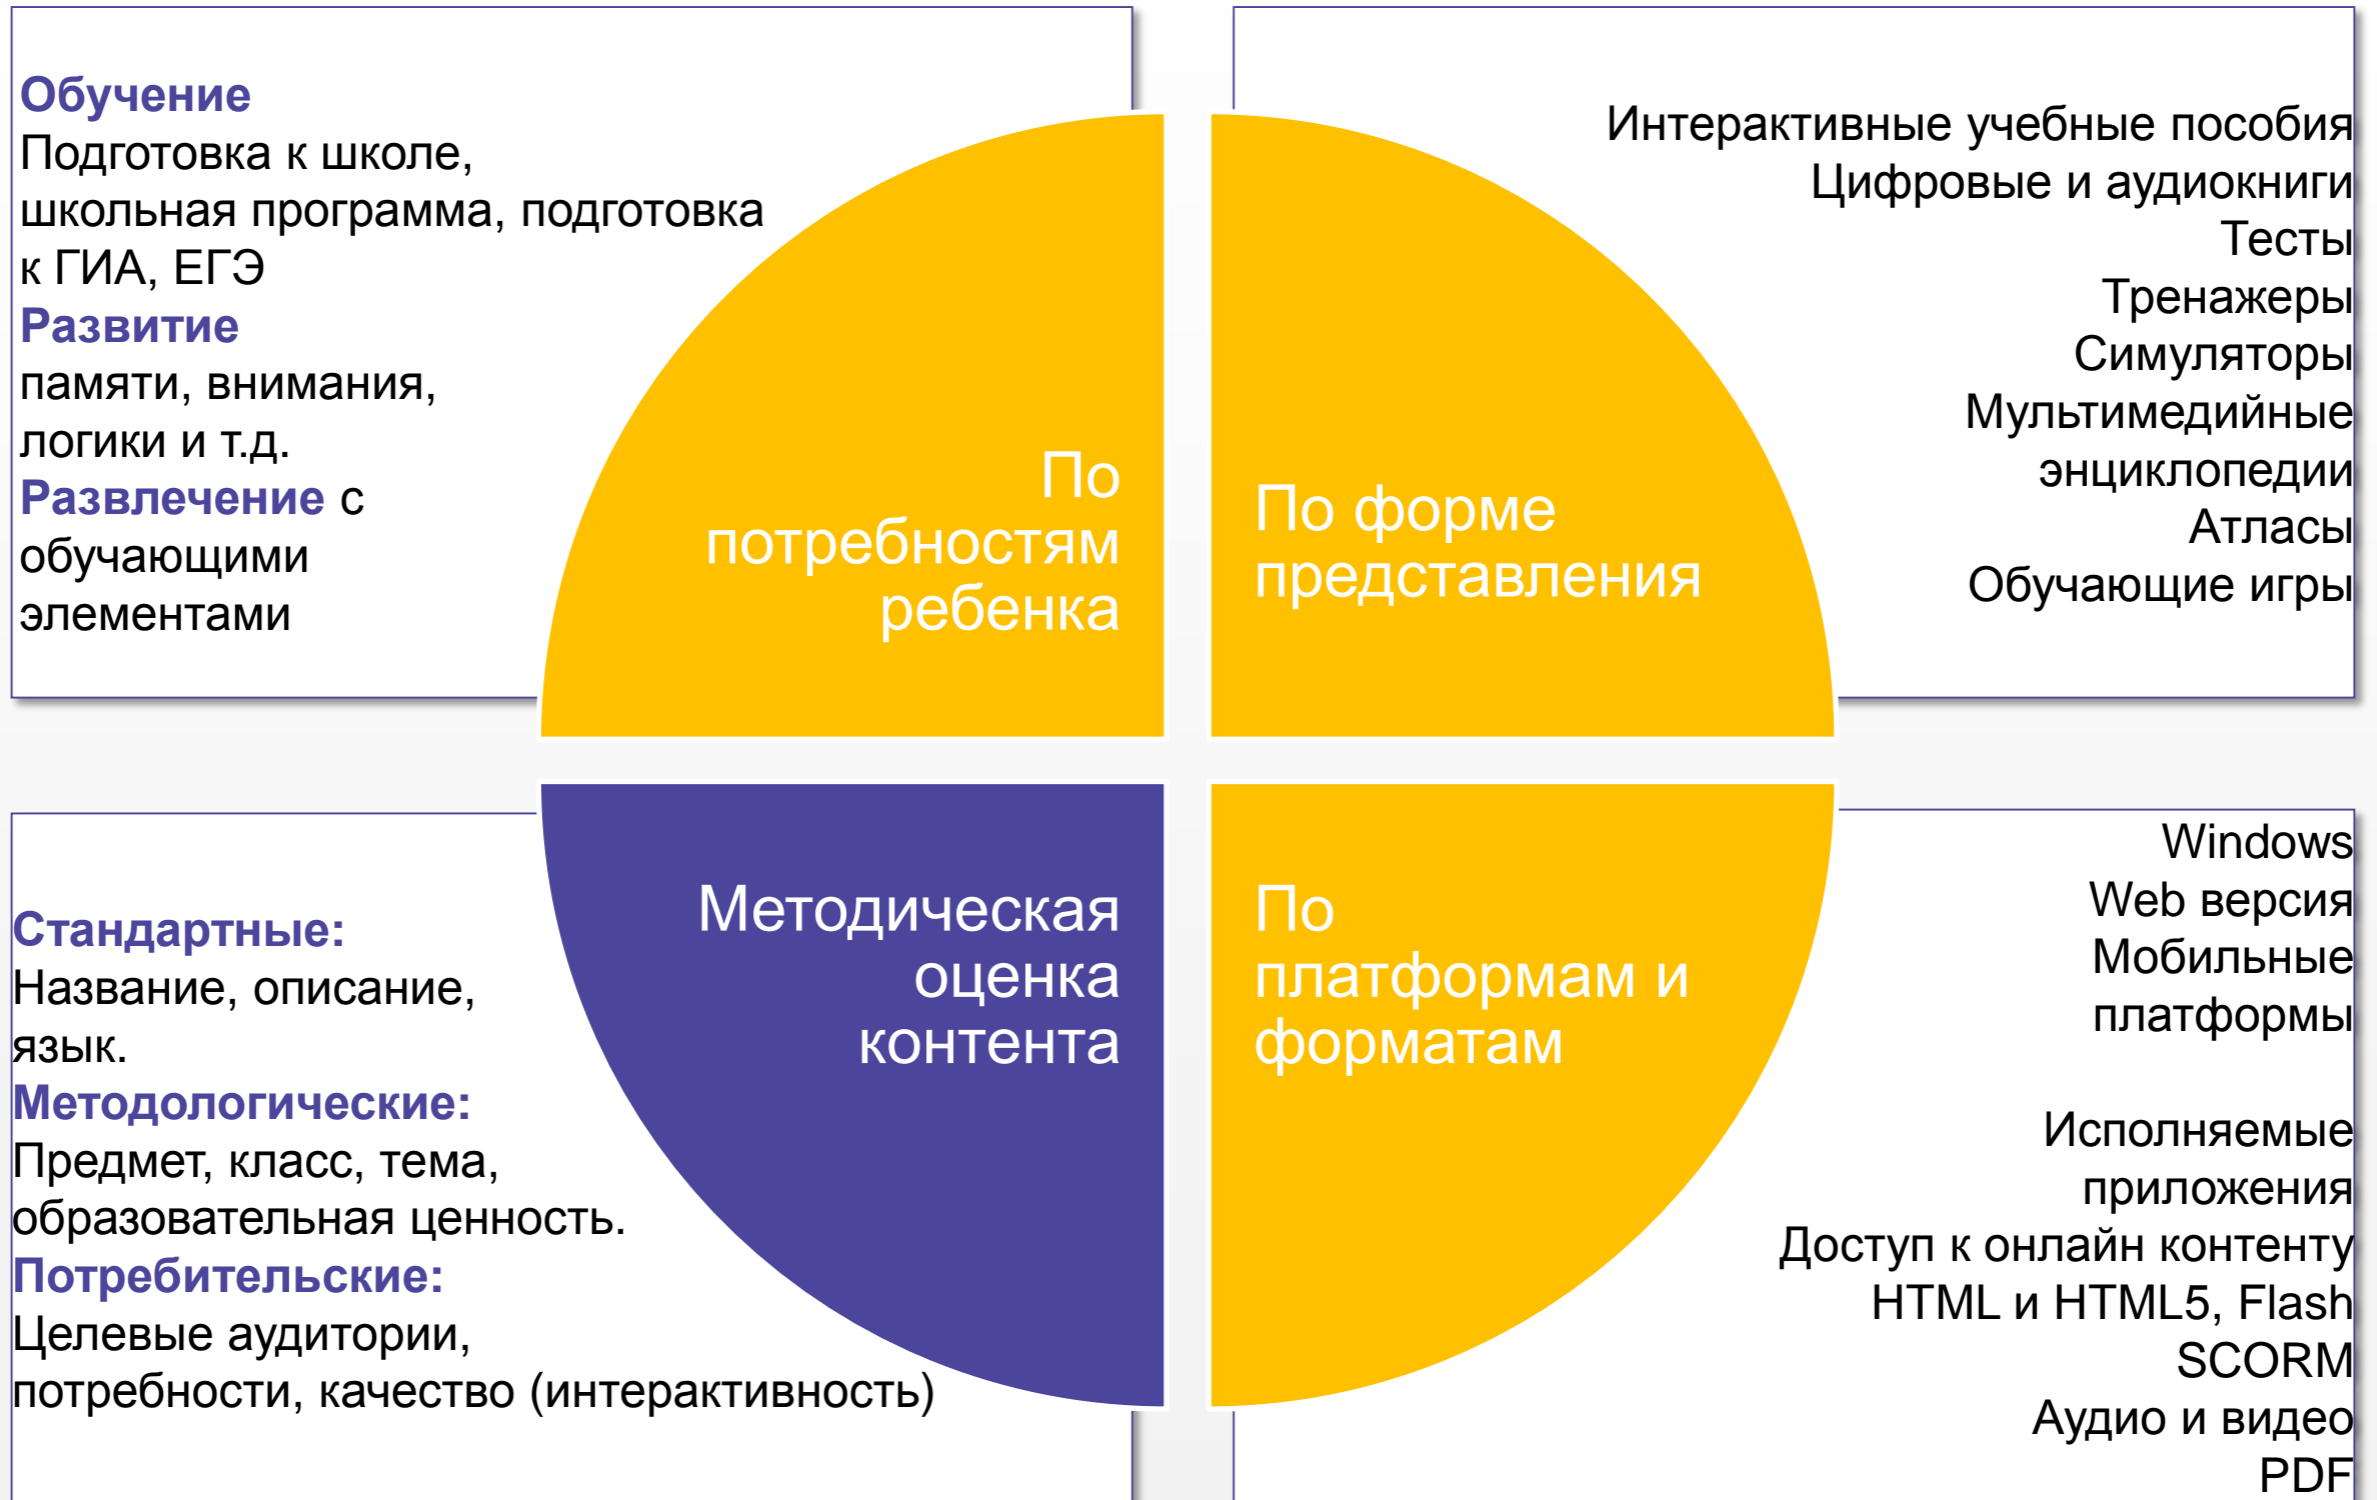 Обучение
Подготовка к школе,
школьная программа, подготовка
к ГИА, ЕГЭ
Развитие
памяти, внимания,
логики и т.д.
Развлечение с
обучающими
элементами
По
потребностям
ребенка
По форме
представления
Интерактивные учебные пособия
Цифровые и аудиокниги
Тесты
Тренажеры
Симуляторы
Мультимедийные
энциклопедии
Атласы
Обучающие игры
Стандартные:
Название, описание,
язык.
Методологические:
Предмет, класс, тема,
образовательная ценность.
Потребительские:
Целевые аудитории,
потребности, качество (интерактивность)
Методическая
оценка
контента
По
платформам и
форматам
Windows
Web версия
Мобильные
платформы
Исполняемые
приложения
Доступ к онлайн контенту
HTML и HTML5, Flash
SCORM
Аудио и видео
PDF